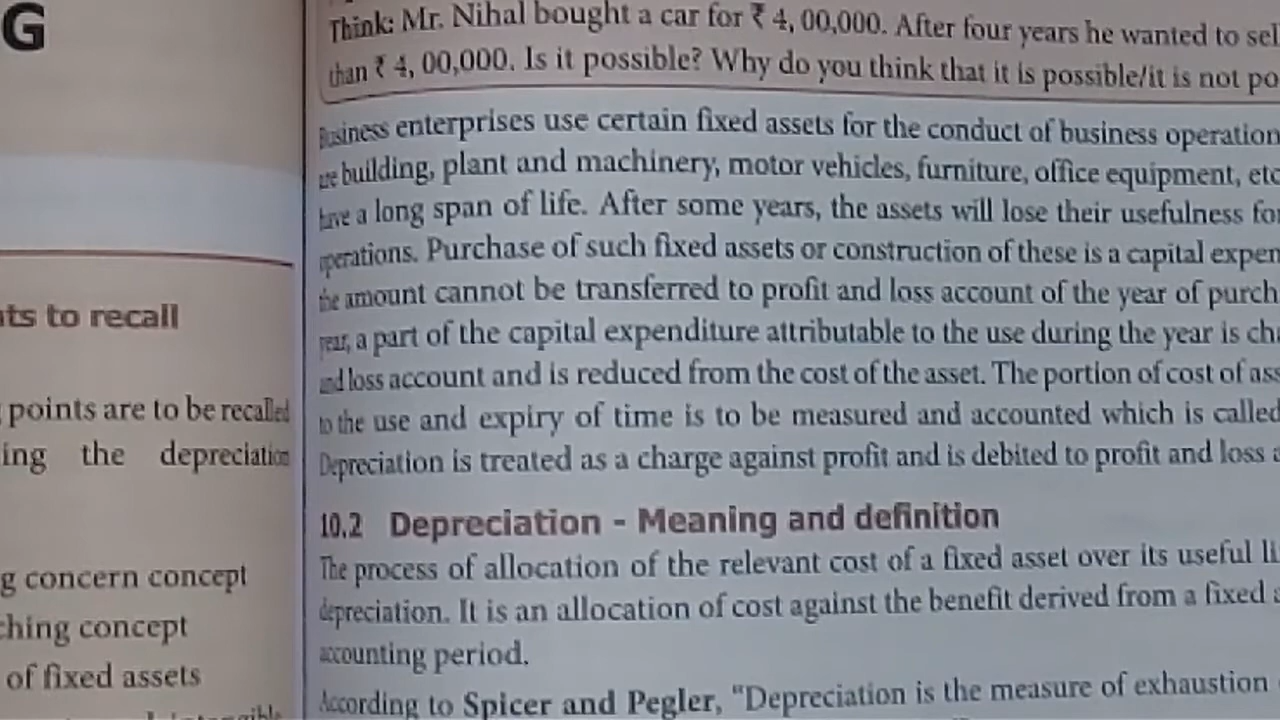 G
ts to recall
points are to be recalled
ing the depreciation
g concern concept
ching concept
of fixed assets
Think: Mr. Nihal bought a car for ₹ 4, 00,000. After four years he wanted to sel
than ₹ 4, 00,000. Is it possible? Why do you think that it is possible/it is not po
Business enterprises use certain fixed assets for the conduct of business operation
are building, plant and machinery, motor vehicles, furniture, office equipment, etc
have a long span of life. After some years, the assets will lose their usefulness for
operations. Purchase of such fixed assets or construction of these is a capital expen
the amount cannot be transferred to profit and loss account of the year of purch
year, a part of the capital expenditure attributable to the use during the year is cha
and loss account and is reduced from the cost of the asset. The portion of cost of ass
to the use and expiry of time is to be measured and accounted which is called
Depreciation is treated as a charge against profit and is debited to profit and loss a
10.2 Depreciation - Meaning and definition
The process of allocation of the relevant cost of a fixed asset over its useful li
depreciation. It is an allocation of cost against the benefit derived from a fixed a
accounting period.
According to Spicer and Pegler, "Depreciation is the measure of exhaustion